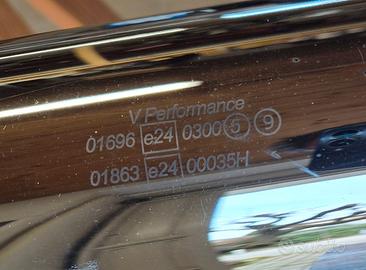 V Performance
01696 e24 0300 5 9
01863 e24 00035H